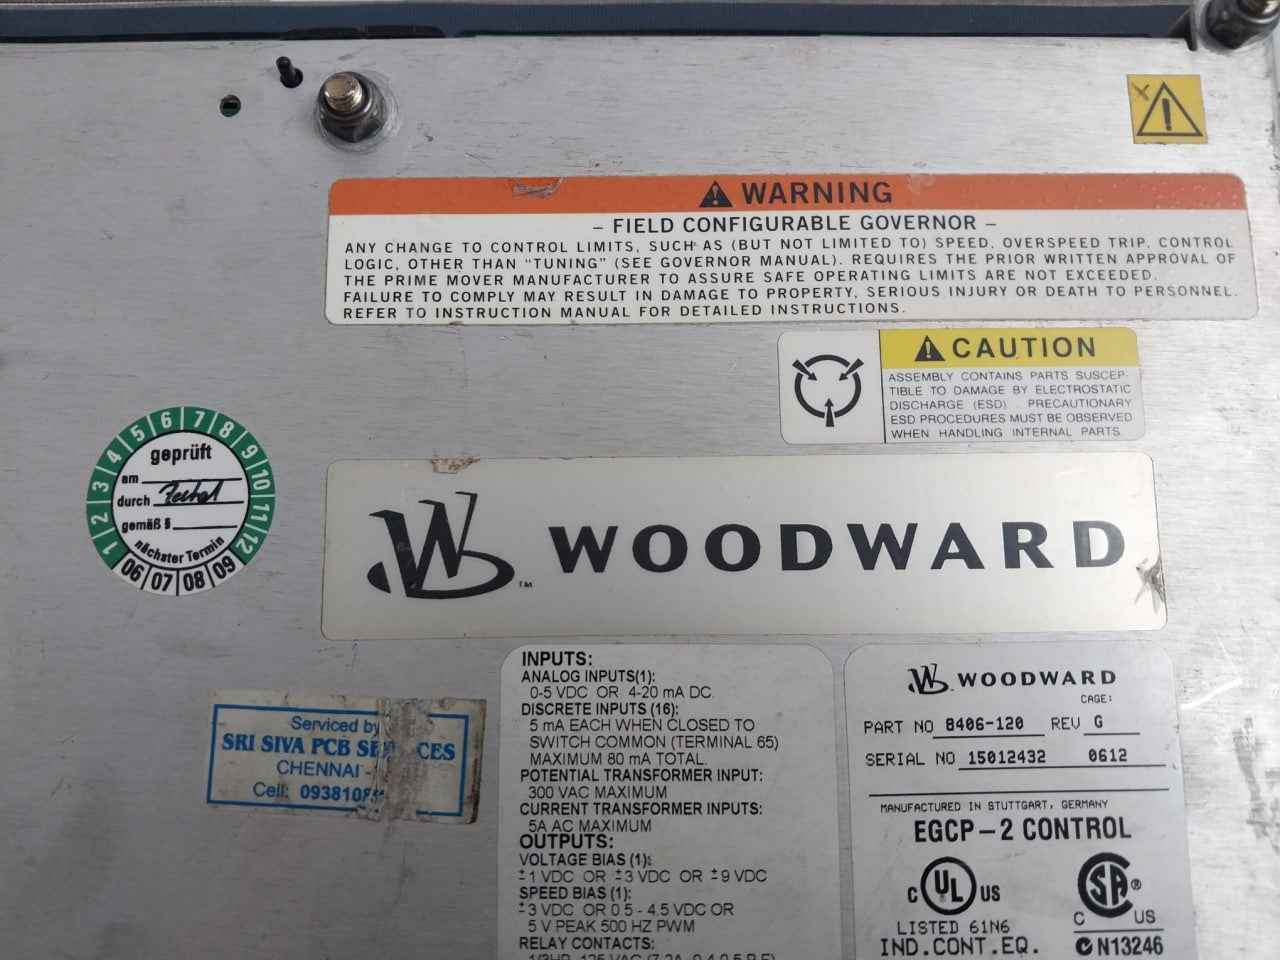 WARNING
– FIELD CONFIGURABLE GOVERNOR –
ANY CHANGE TO CONTROL LIMITS, SUCH AS (BUT NOT LIMITED TO) SPEED, OVERSPEED TRIP, CONTROL
LOGIC, OTHER THAN "TUNING" (SEE GOVERNOR MANUAL). REQUIRES THE PRIOR WRITTEN APPROVAL OF
THE PRIME MOVER MANUFACTURER TO ASSURE SAFE OPERATING LIMITS ARE NOT EXCEEDED.
FAILURE TO COMPLY MAY RESULT IN DAMAGE TO PROPERTY, SERIOUS INJURY OR DEATH TO PERSONNEL.
REFER TO INSTRUCTION MANUAL FOR DETAILED INSTRUCTIONS.
CAUTION
ASSEMBLY CONTAINS PARTS SUSCEP-
TIBLE TO DAMAGE BY ELECTROSTATIC
DISCHARGE (ESD). PRECAUTIONARY
ESD PROCEDURES MUST BE OBSERVED
WHEN HANDLING INTERNAL PARTS.
1 2 3 4 5 6 7 8 9 10 11 12
geprüft
am
durch
gemäß §
nächster Termin
06 07 08 09
W TM WOODWARD
Serviced by
SRI SIVA PCB
CHENNAI -
Cell:
INPUTS:
ANALOG INPUTS(1):
0-5 VDC OR 4-20 mA DC.
DISCRETE INPUTS (16):
5 mA EACH WHEN CLOSED TO
SWITCH COMMON (TERMINAL 65)
MAXIMUM 80 mA TOTAL.
POTENTIAL TRANSFORMER INPUT:
300 VAC MAXIMUM
CURRENT TRANSFORMER INPUTS:
5A AC MAXIMUM
OUTPUTS:
VOLTAGE BIAS (1):
±1 VDC OR ±3 VDC OR ±9 VDC
SPEED BIAS (1):
±3 VDC OR 0.5 - 4.5 VDC OR
5 V PEAK 500 HZ PWM
RELAY CONTACTS:
W WOODWARD
CAGE:
PART NO 8406-120 REV G
SERIAL NO 15012432 0612
MANUFACTURED IN STUTTGART, GERMANY
EGCP-2 CONTROL
C UL US
LISTED 61N6
IND.CONT.EQ.
SA ®
C US
N13246